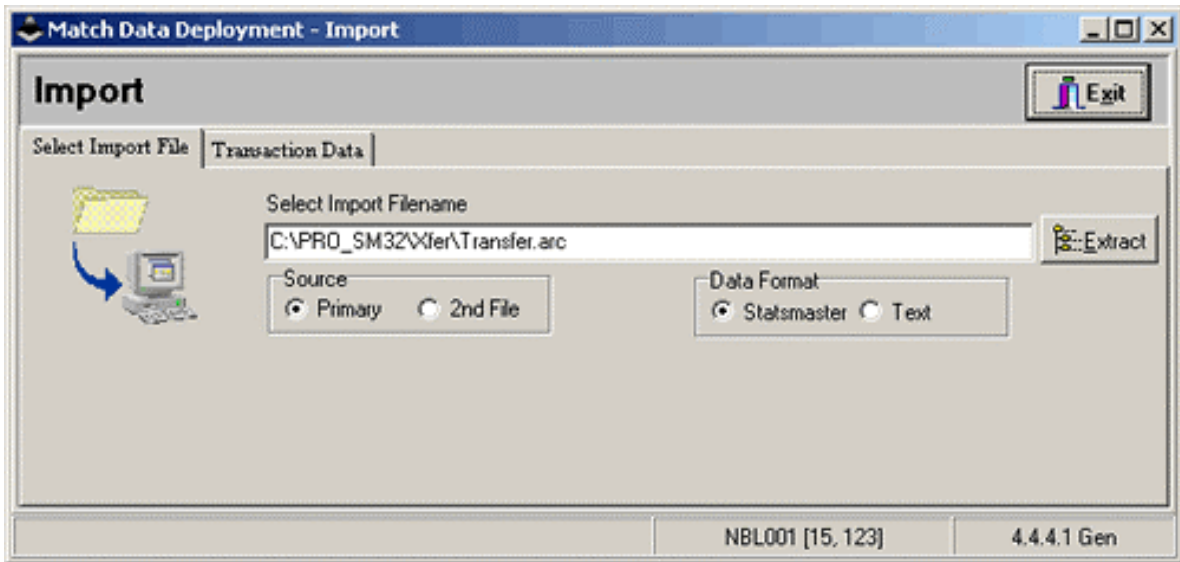 Match Data Deployment - Import
Import
Exit
Select Import File
Transaction Data
Select Import Filename
C:\PRO_SM32\Xfer\Transfer.arc
Extract
Source
Data Format
Primary
2nd File
Statsmaster
Text
NBL001 [15, 123]
4.4.4.1 Gen